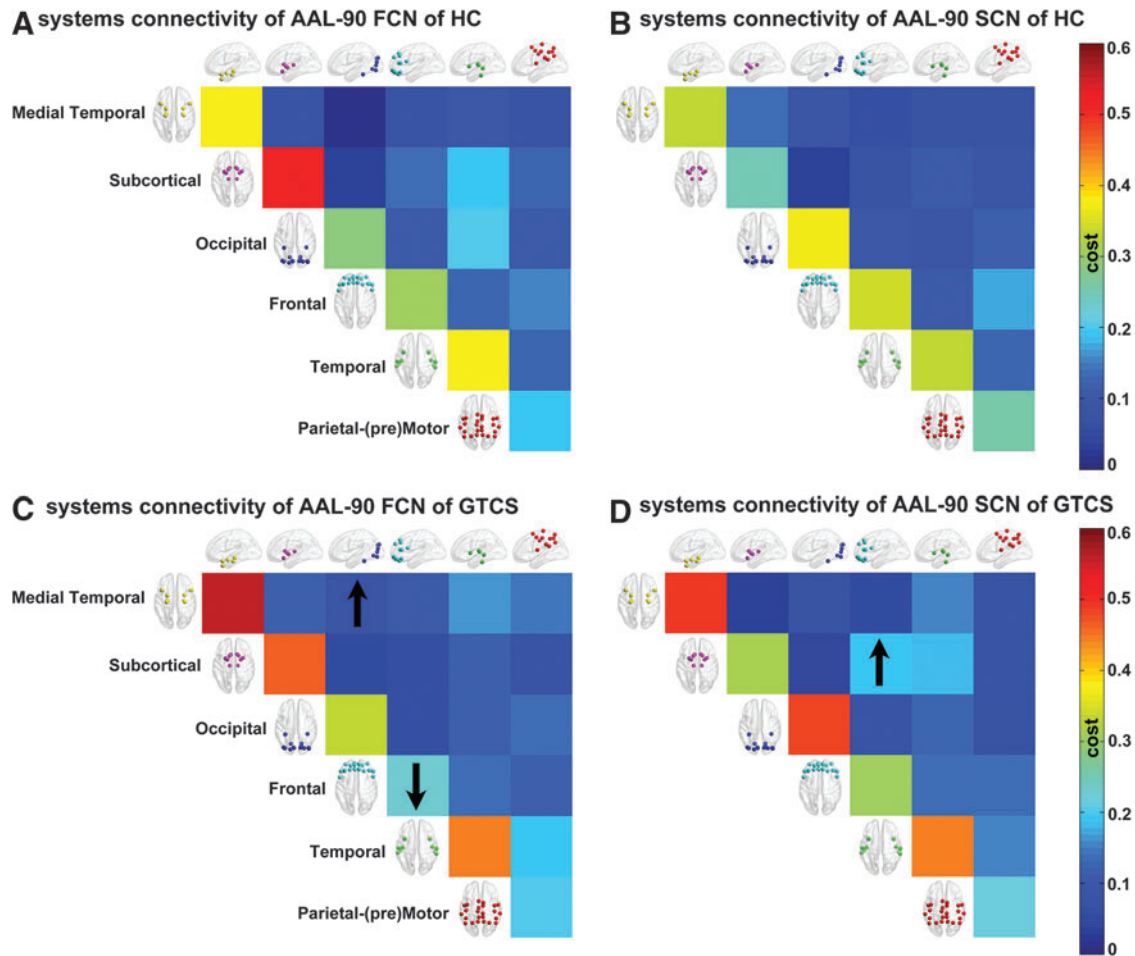 A systems connectivity of AAL-90 FCN of HC
B systems connectivity of AAL-90 SCN of HC
Medial Temporal
Subcortical
Occipital
Frontal
Temporal
Parietal-(pre)Motor
0.6
0.5
0.4
0.3
0.2
0.1
0
cost
C systems connectivity of AAL-90 FCN of GTCS
D systems connectivity of AAL-90 SCN of GTCS
Medial Temporal
Subcortical
Occipital
Frontal
Temporal
Parietal-(pre)Motor
0.6
0.5
0.4
0.3
0.2
0.1
0
cost